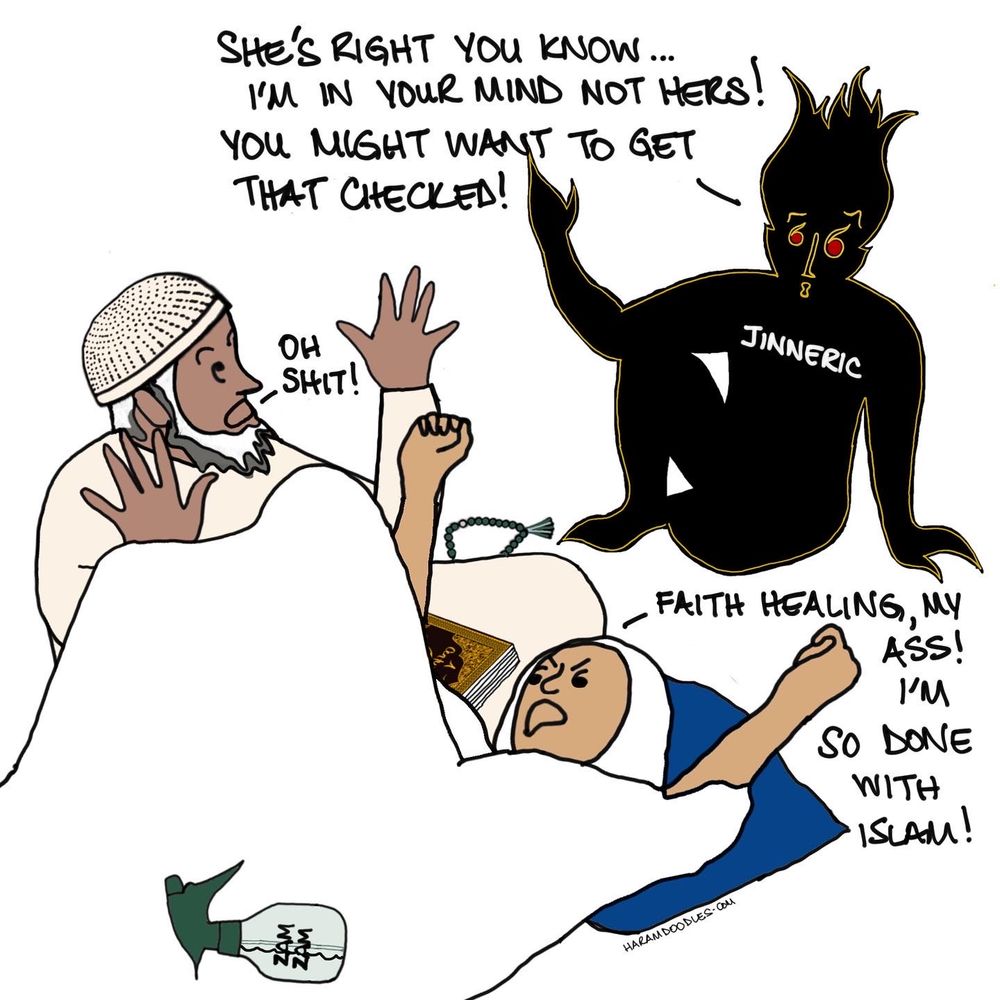 SHE'S RIGHT YOU KNOW...
I'M IN YOUR MIND NOT HERS!
YOU MIGHT WANT TO GET
THAT CHECKED!
JINNERIC
OH
SHIT!
FAITH HEALING, MY
ASS!
I'M
SO DONE
WITH
ISLAM!
ZAM
ZAM
HARAMDOODLES.COM